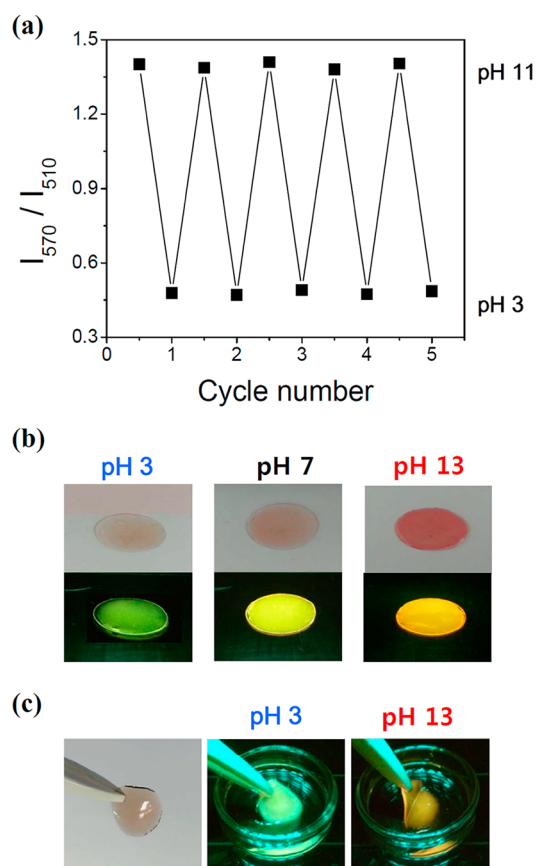 (a)
1.5
1.2
0.9
0.6
0.3
I570 / I510
pH 11
pH 3
0 1 2 3 4 5
Cycle number
(b)
pH 3 pH 7 pH 13
(c)
pH 3 pH 13